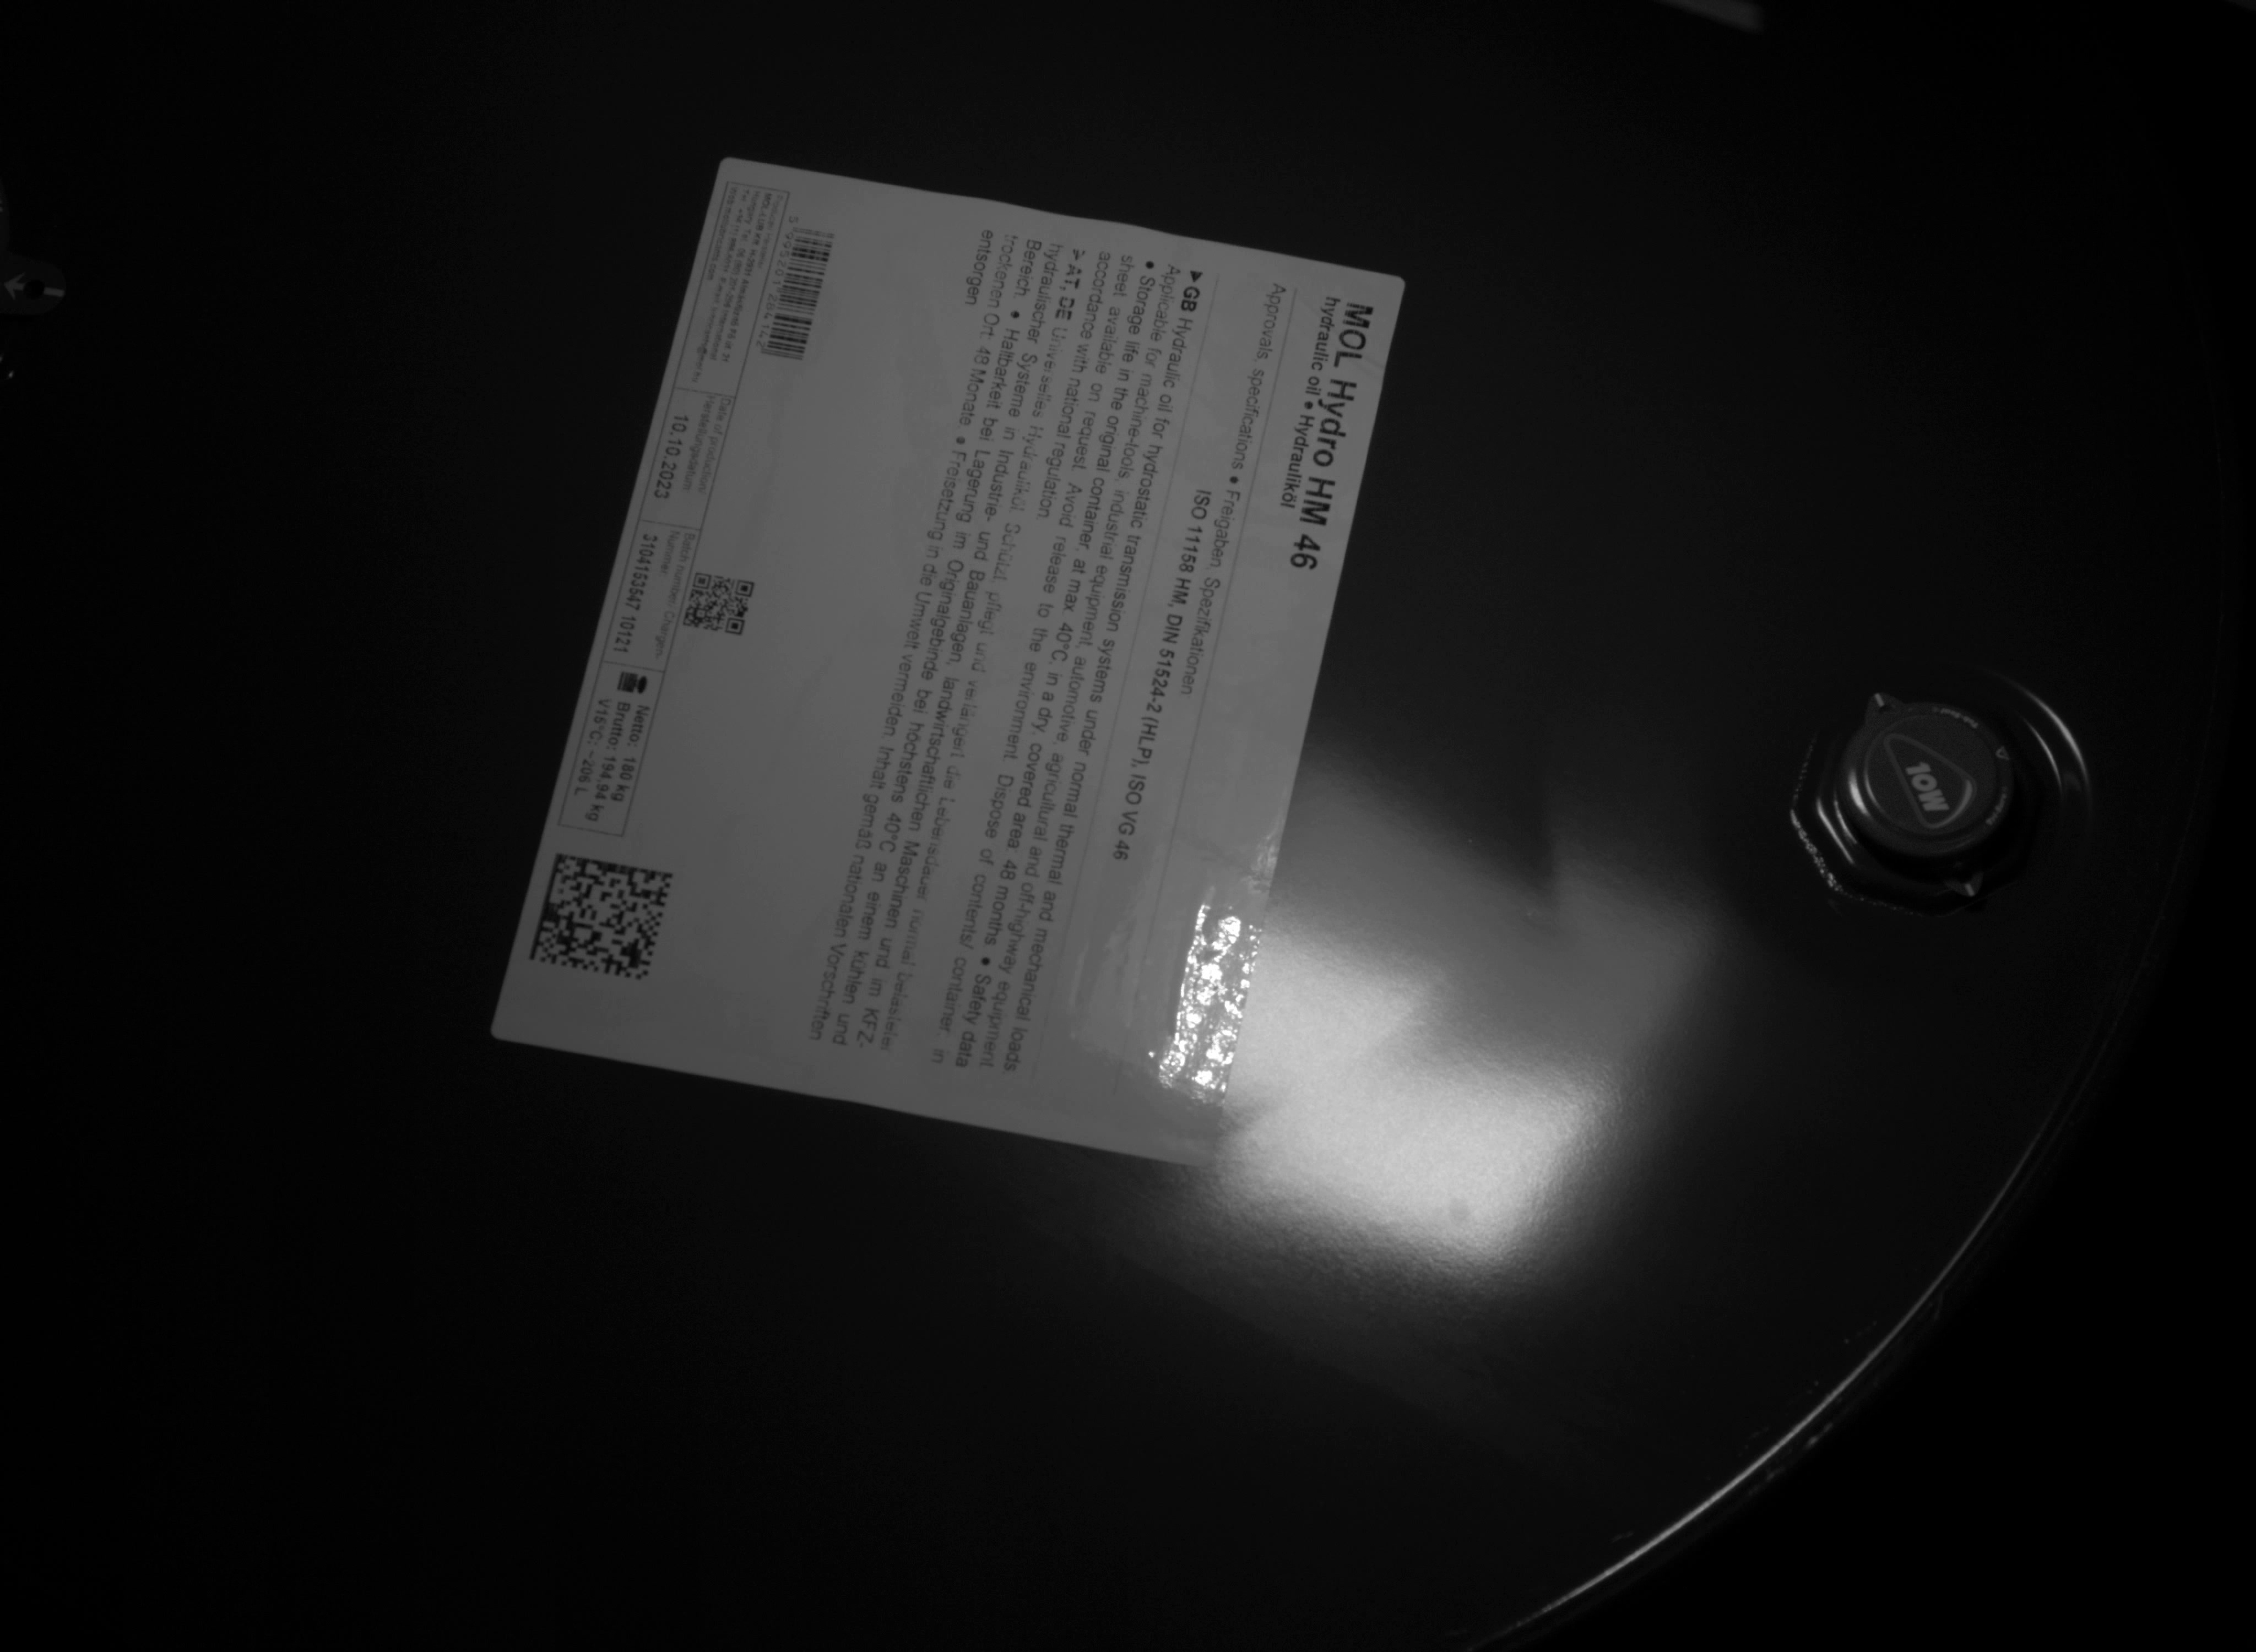 MOL Hydro HM 46
hydraulic oil • Hydrauliköl
Approvals, specifications • Freigaben, Spezifikationen
ISO 11158 HM, DIN 51524-2 (HLP), ISO VG 46
▶ GB Hydraulic oil for hydrostatic transmission systems under normal thermal and mechanical loads.
Applicable for machine-tools, industrial equipment, automotive, agricultural and off-highway equipment.
• Storage life in the original container, at max. 40°C, in a dry, covered area: 48 months • Safety data
sheet available on request. Avoid release to the environment. Dispose of contents/ container in
accordance with national regulation.
AT, DE Universelles Hydrauliköl. Schützt, pflegt und verlängert die Lebensdauer normal belasteter
hydraulischer Systeme in Industrie- und Bauanlagen, landwirtschaftlichen Maschinen und im KFZ-
Bereich. • Haltbarkeit bei Lagerung im Originalgebinde bei höchstens 40°C an einem kühlen und
trockenen Ort: 48 Monate. • Freisetzung in die Umwelt vermeiden. Inhalt gemäß nationalen Vorschriften
entsorgen.
Date of production/
Herstellungsdatum
10.10.2023
Batch number, Chargen-
Nummer
3104153547 10121
Netto: 180 kg
Brutto: 194.94 kg
V15°C: ~206 L
MOL